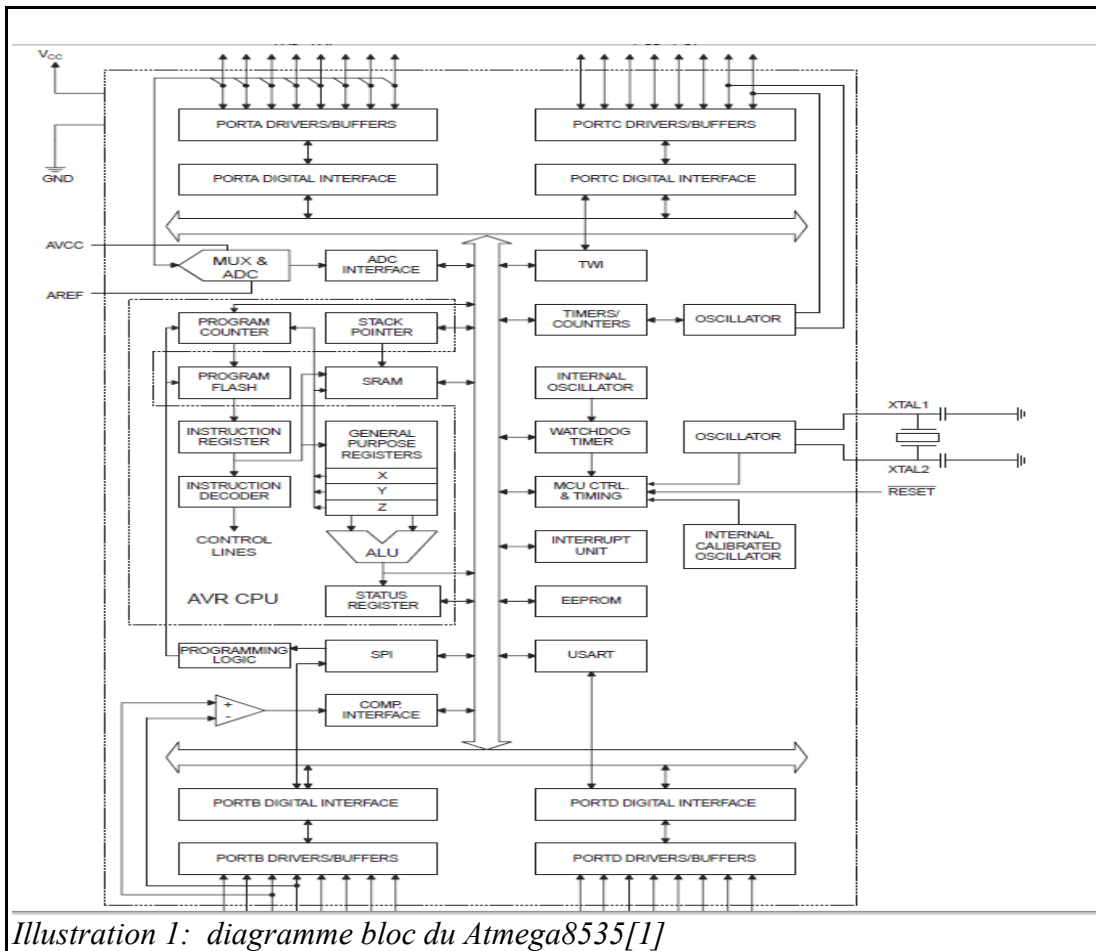 VCC
PORTA DRIVERS/BUFFERS
PORTC DRIVERS/BUFFERS
GND
PORTA DIGITAL INTERFACE
PORTC DIGITAL INTERFACE
AVCC
MUX &
ADC
ADC
INTERFACE
TWI
AREF
PROGRAM
COUNTER
STACK
POINTER
TIMERS/
COUNTERS
OSCILLATOR
PROGRAM
FLASH
SRAM
INTERNAL
OSCILLATOR
XTAL1
INSTRUCTION
REGISTER
GENERAL
PURPOSE
REGISTERS
WATCHDOG
TIMER
OSCILLATOR
XTAL2
X
Y
Z
INSTRUCTION
DECODER
MCU CTRL.
& TIMING
RESET
CONTROL
LINES
ALU
INTERRUPT
UNIT
INTERNAL
CALIBRATED
OSCILLATOR
AVR CPU
STATUS
REGISTER
EEPROM
PROGRAMMING
LOGIC
SPI
USART
+
-
COMP.
INTERFACE
PORTB DIGITAL INTERFACE
PORTD DIGITAL INTERFACE
PORTB DRIVERS/BUFFERS
PORTD DRIVERS/BUFFERS
Illustration 1: diagramme bloc du Atmega8535[1]